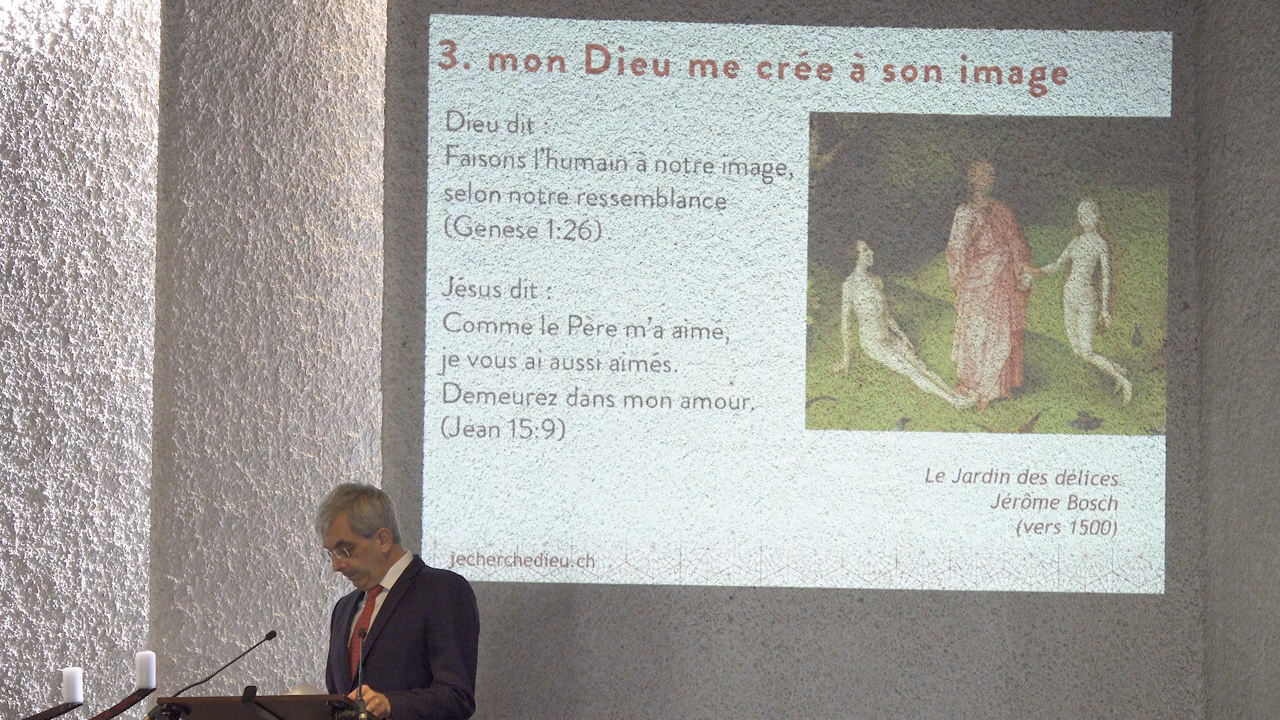 3. mon Dieu me crée à son image
Dieu dit :
Faisons l'humain à notre image,
selon notre ressemblance
(Genèse 1:26)
Jésus dit :
Comme le Père m'a aimé,
je vous ai aussi aimés.
Demeurez dans mon amour.
(Jean 15:9)
Le Jardin des délices
Jérôme Bosch
(vers 1500)
jecherchedieu.ch